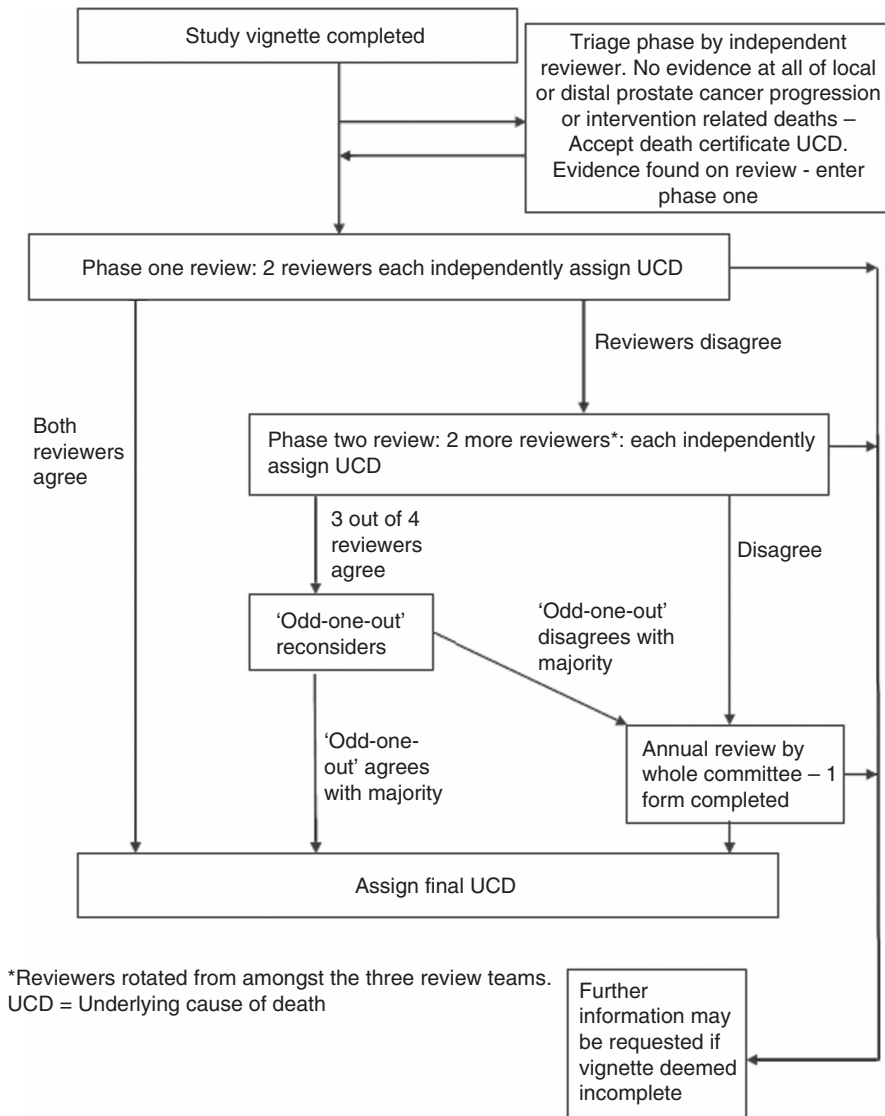 Study vignette completed
Triage phase by independent
reviewer. No evidence at all of local
or distal prostate cancer progression
or intervention related deaths –
Accept death certificate UCD.
Evidence found on review - enter
phase one
Phase one review: 2 reviewers each independently assign UCD
Reviewers disagree
Both
reviewers
agree
Phase two review: 2 more reviewers*: each independently
assign UCD
3 out of 4
reviewers
agree
Disagree
‘Odd-one-out’
reconsiders
‘Odd-one-out’
disagrees with
majority
‘Odd-one-
out’ agrees
with majority
Annual review by
whole committee – 1
form completed
Assign final UCD
*Reviewers rotated from amongst the three review teams.
UCD = Underlying cause of death
Further
information may
be requested if
vignette deemed
incomplete